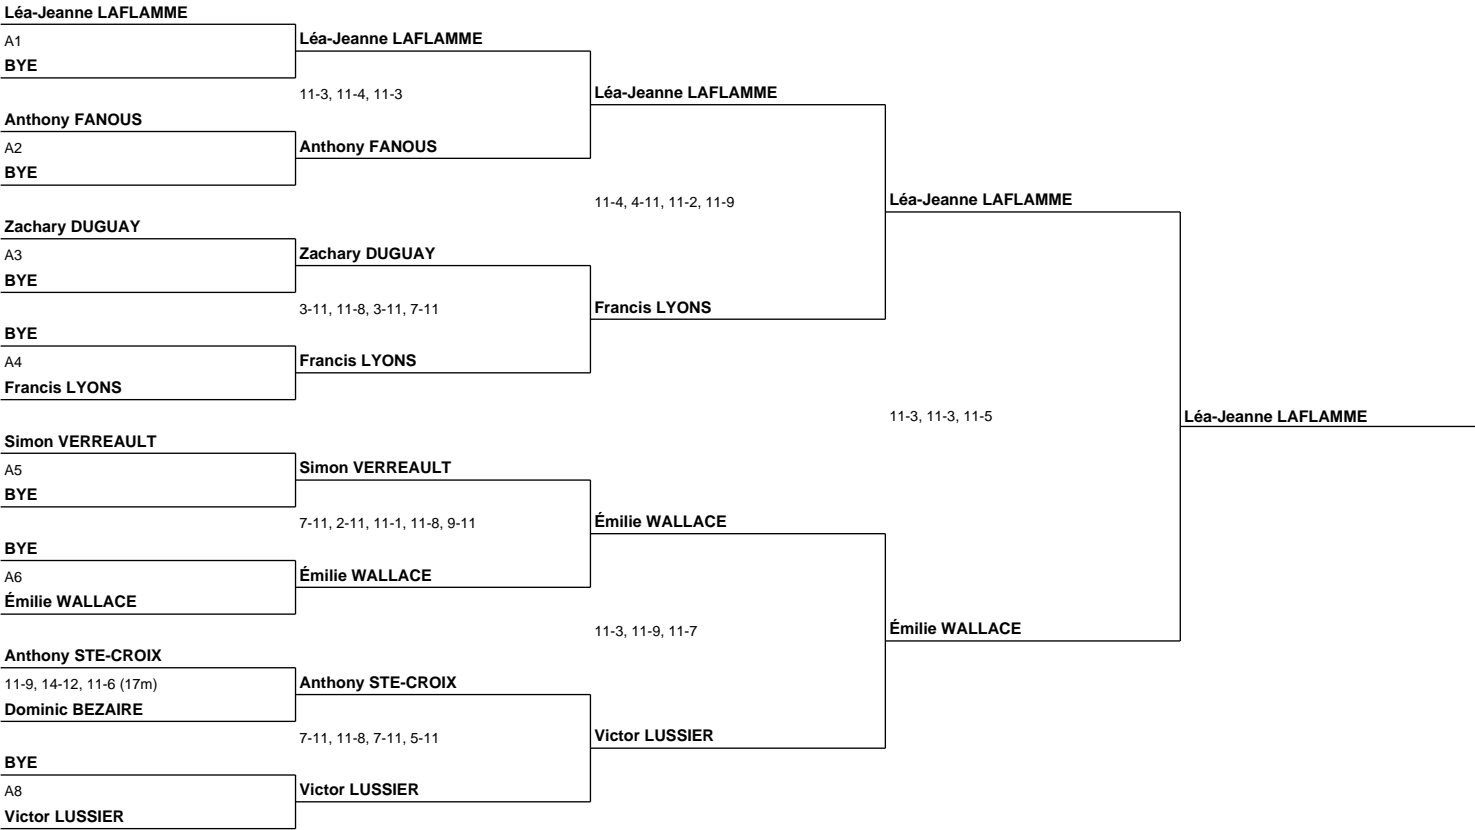 Léa-Jeanne LAFLAMME
A1
BYE
Anthony FANOUS
A2
BYE
Zachary DUGUAY
A3
BYE
BYE
A4
Francis LYONS
Simon VERREAULT
A5
BYE
BYE
A6
Émilie WALLACE
Anthony STE-CROIX
11-9, 14-12, 11-6 (17m)
Dominic BEZAIRE
BYE
A8
Victor LUSSIER
Léa-Jeanne LAFLAMME
11-3, 11-4, 11-3
Anthony FANOUS
Zachary DUGUAY
3-11, 11-8, 3-11, 7-11
Francis LYONS
Simon VERREAULT
7-11, 2-11, 11-1, 11-8, 9-11
Émilie WALLACE
Anthony STE-CROIX
7-11, 11-8, 7-11, 5-11
Victor LUSSIER
Léa-Jeanne LAFLAMME
11-4, 4-11, 11-2, 11-9
Francis LYONS
Émilie WALLACE
11-3, 11-9, 11-7
Victor LUSSIER
Léa-Jeanne LAFLAMME
11-3, 11-3, 11-5
Émilie WALLACE
Léa-Jeanne LAFLAMME